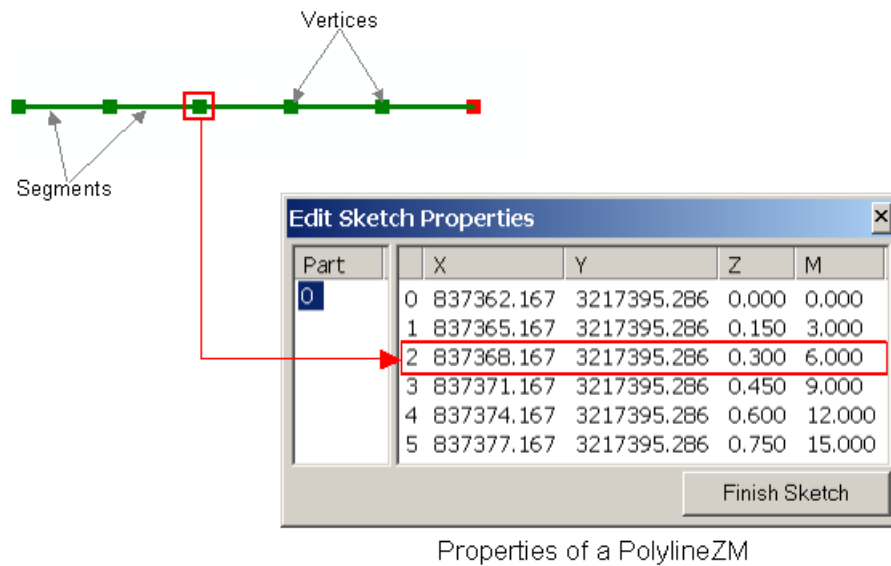 Vertices
Segments
Edit Sketch Properties
Part X Y Z M
0
0 837362.167 3217395.286 0.000 0.000
1 837365.167 3217395.286 0.150 3.000
2 837368.167 3217395.286 0.300 6.000
3 837371.167 3217395.286 0.450 9.000
4 837374.167 3217395.286 0.600 12.000
5 837377.167 3217395.286 0.750 15.000
Finish Sketch
Properties of a PolylineZM